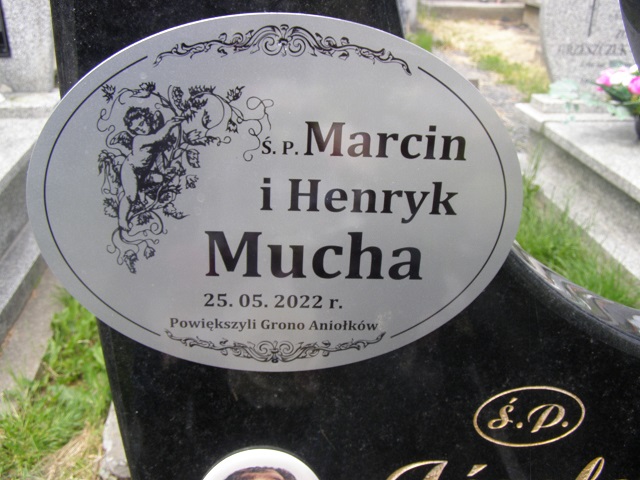 Ś. P. Marcin
i Henryk
Mucha
25. 05. 2022 r.
Powiększyli Grono Aniołków
ś.p.